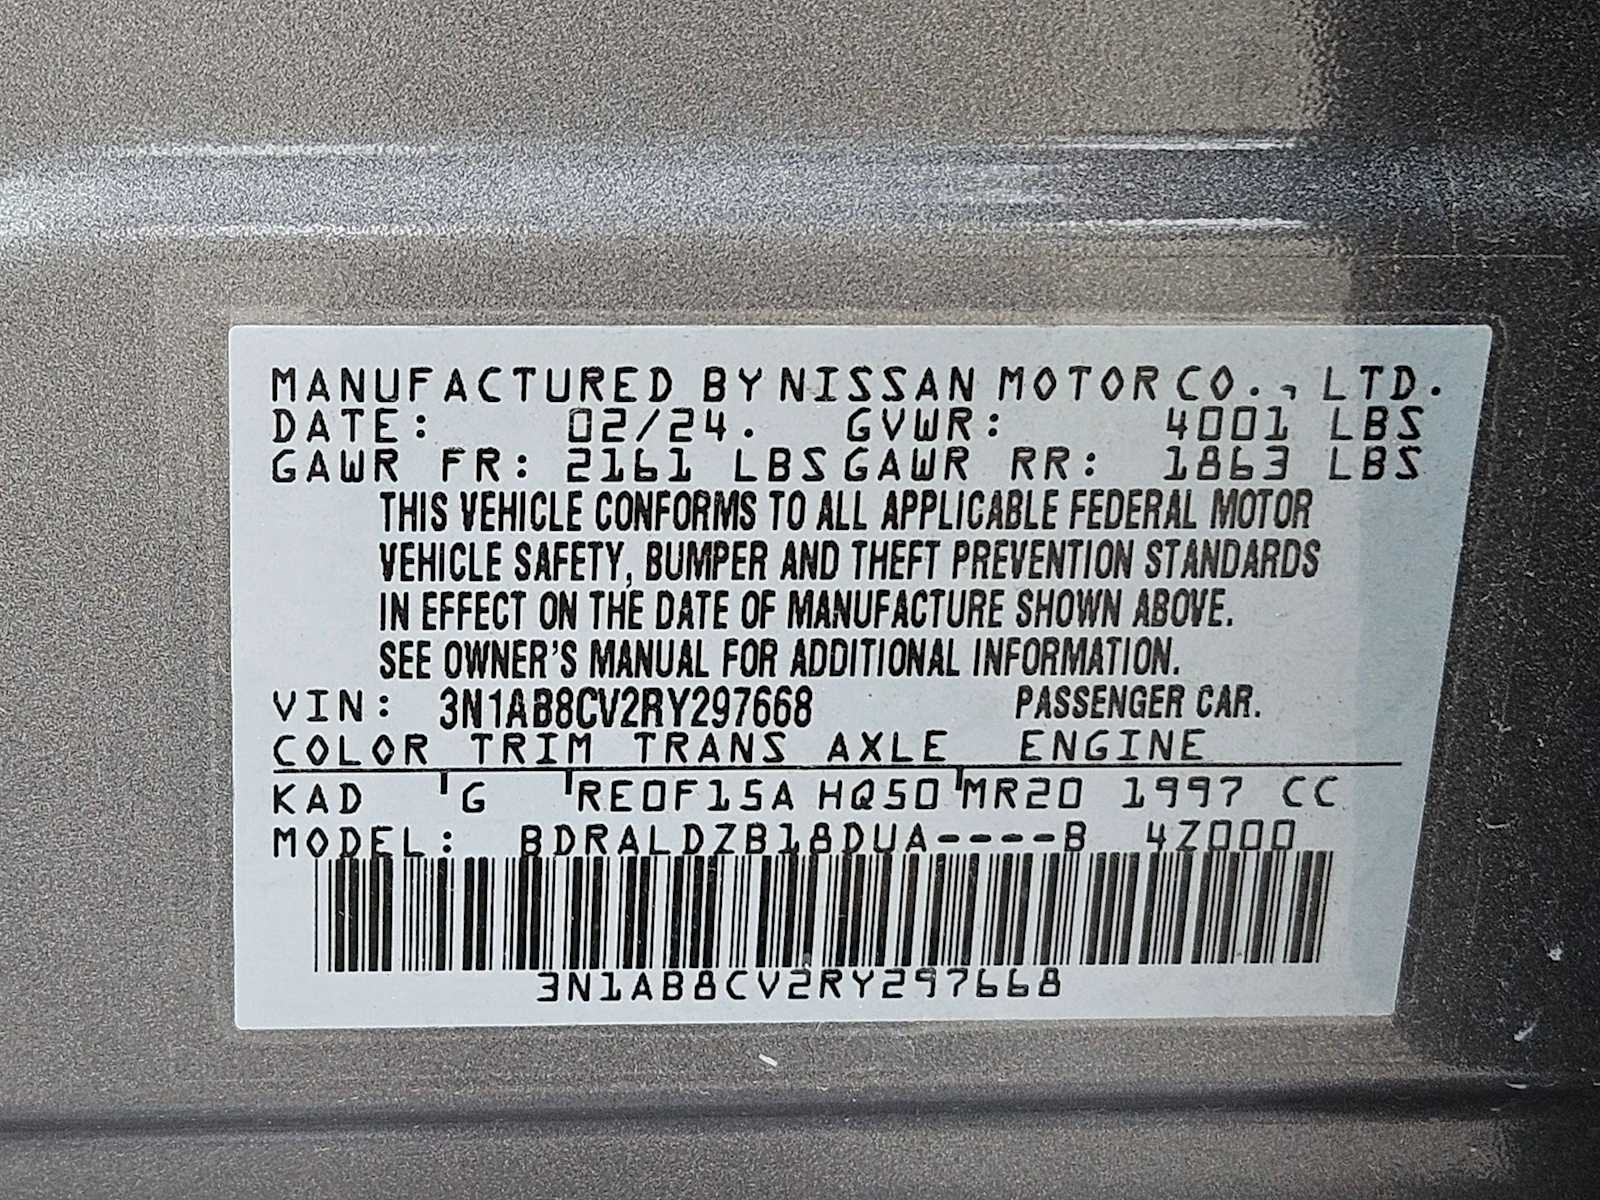 MANUFACTURED BY NISSAN MOTOR CO., LTD.
DATE: 02/24. GVWR: 4001 LBS
GAWR FR: 2161 LBS GAWR RR: 1863 LBS
THIS VEHICLE CONFORMS TO ALL APPLICABLE FEDERAL MOTOR
VEHICLE SAFETY, BUMPER AND THEFT PREVENTION STANDARDS
IN EFFECT ON THE DATE OF MANUFACTURE SHOWN ABOVE.
SEE OWNER'S MANUAL FOR ADDITIONAL INFORMATION.
VIN: 3N1AB8CV2RY297668 PASSENGER CAR.
COLOR TRIM TRANS AXLE ENGINE
KAD G RE0F15A HQ50 MR20 1997 CC
MODEL: BDRALDZB18DUA----B 4Z000
3N1AB8CV2RY297668